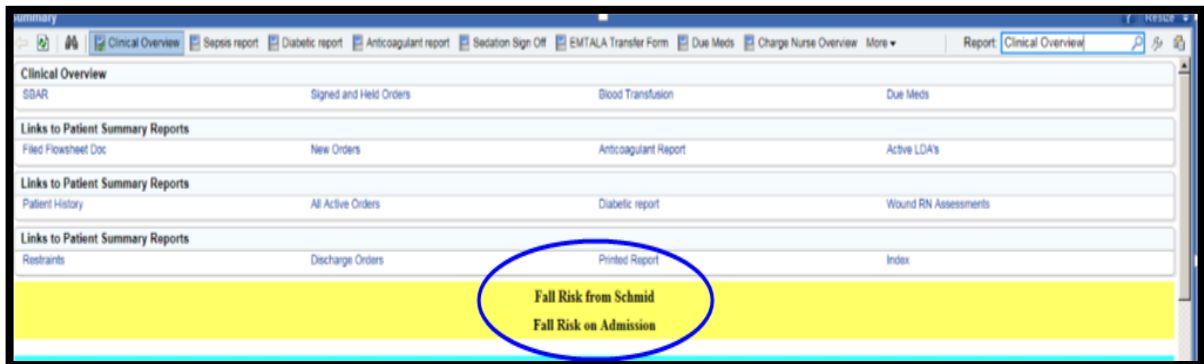 Summary
Resize
Clinical Overview Sepsis report Diabetic report Anticoagulant report Sedation Sign Off EMTALA Transfer Form Due Meds Charge Nurse Overview More Report: Clinical Overview
Clinical Overview
SBAR Signed and Held Orders Blood Transfusion Due Meds
Links to Patient Summary Reports
Filed Flowsheet Doc New Orders Anticoagulant Report Active LDA's
Links to Patient Summary Reports
Patient History All Active Orders Diabetic report Wound RN Assessments
Links to Patient Summary Reports
Restraints Discharge Orders Printed Report Index
Fall Risk from Schmid
Fall Risk on Admission